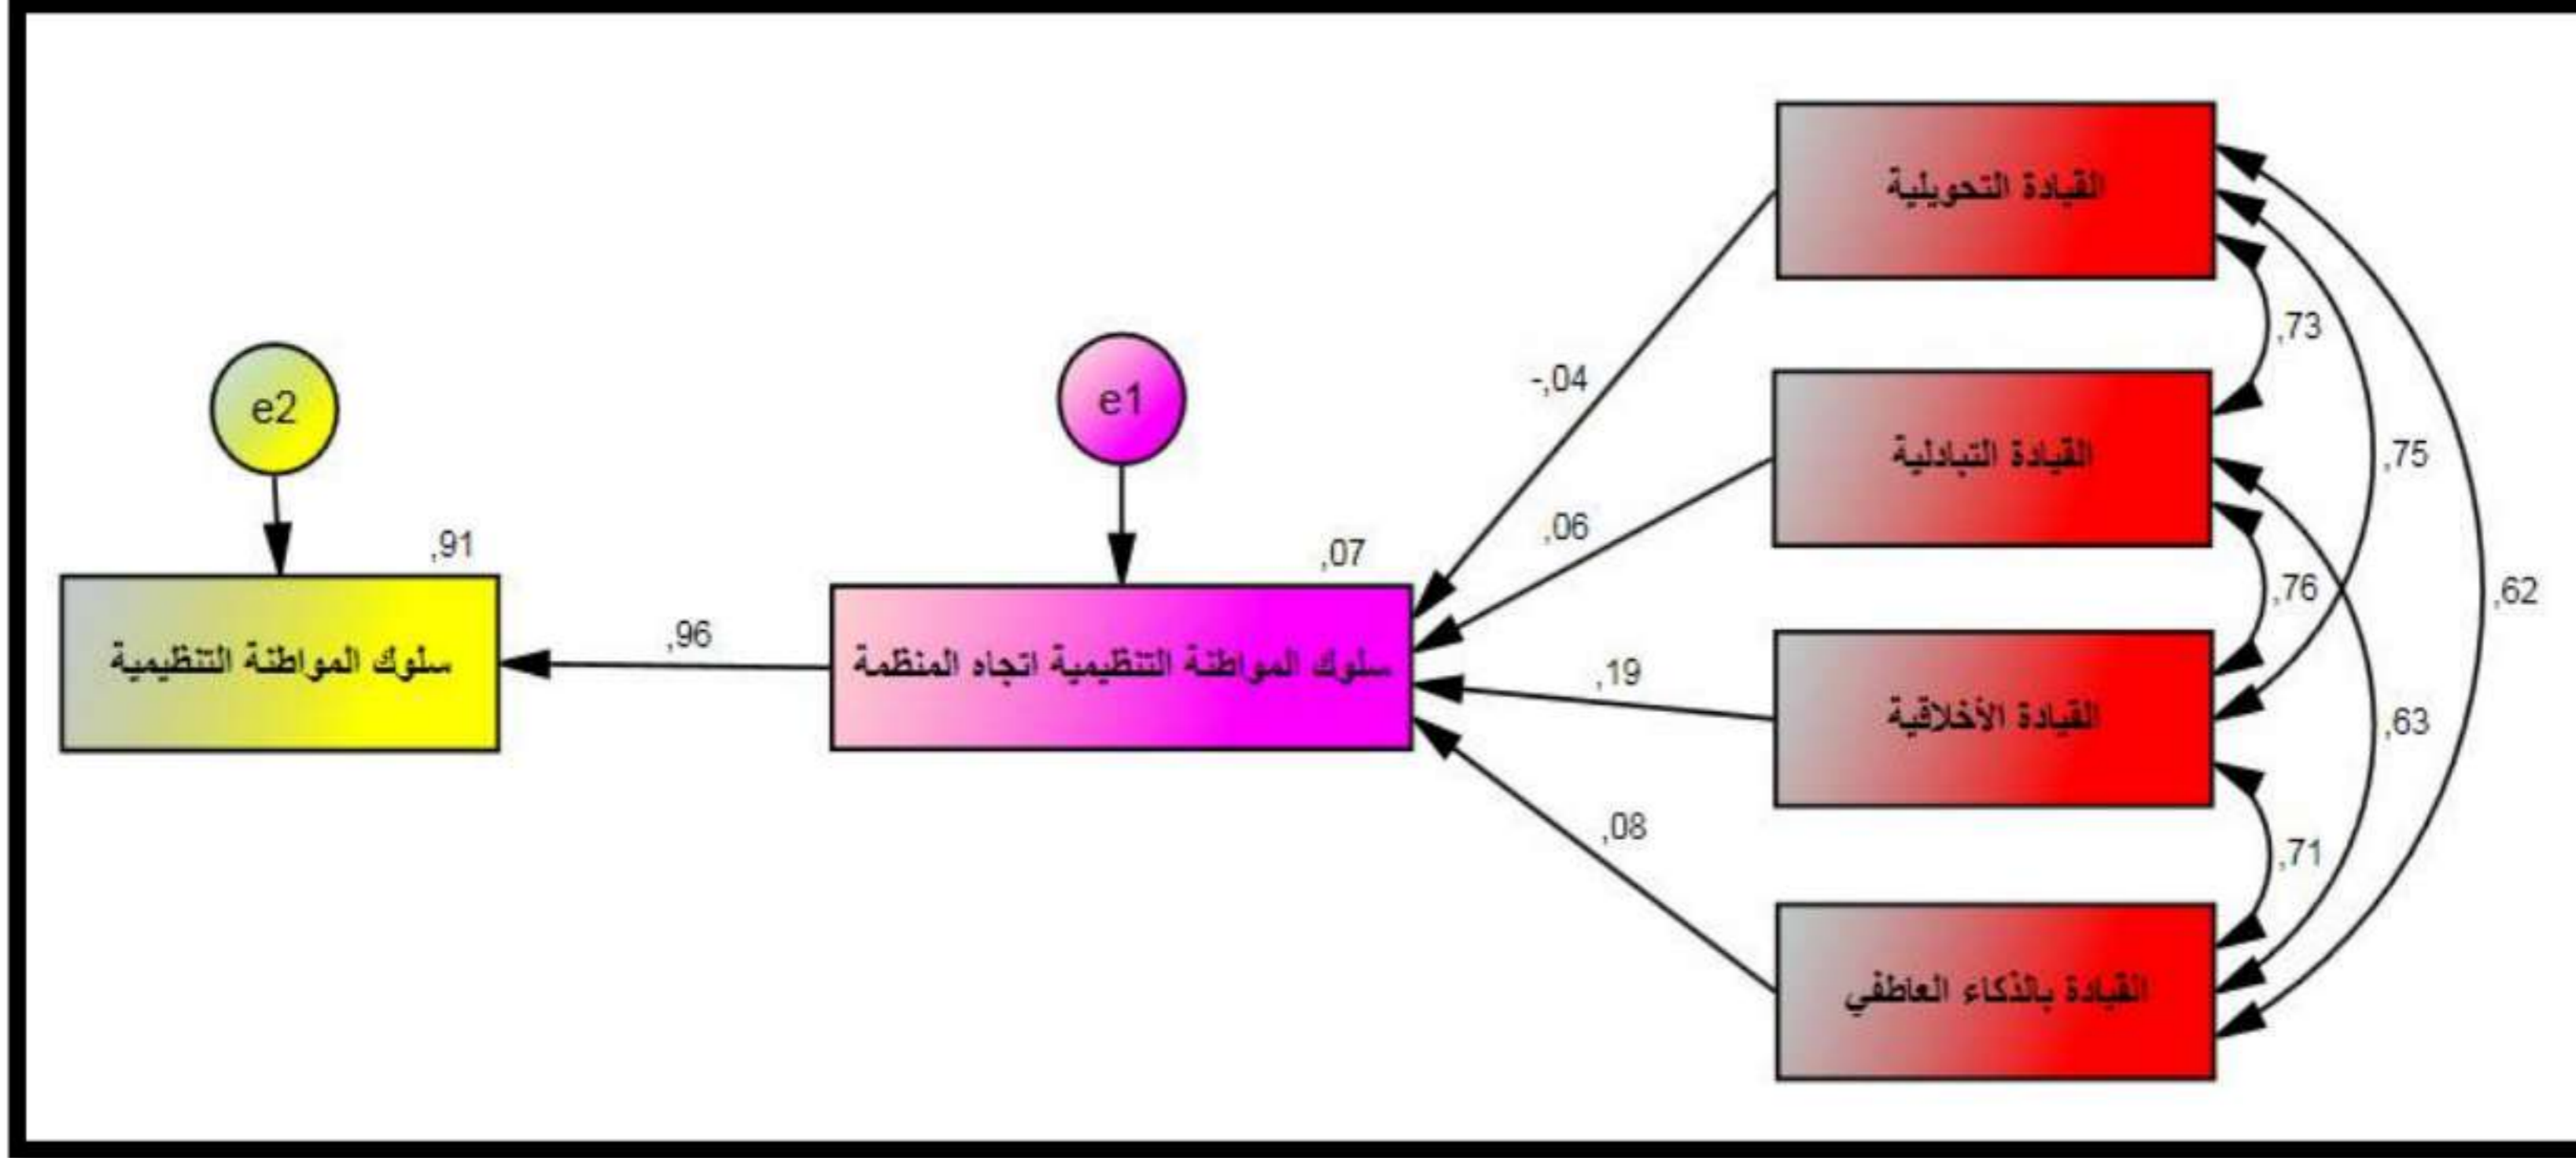 القيادة التحويلية
,73
-,04
e1
e2
,75
القيادة التبادلية
,06
,07
,91
,76
,62
,96
سلوك المواطنة التنظيمية اتجاه المنظمة
سلوك المواطنة التنظيمية
,19
القيادة الأخلاقية
,63
,08
,71
القيادة بالذكاء العاطفي